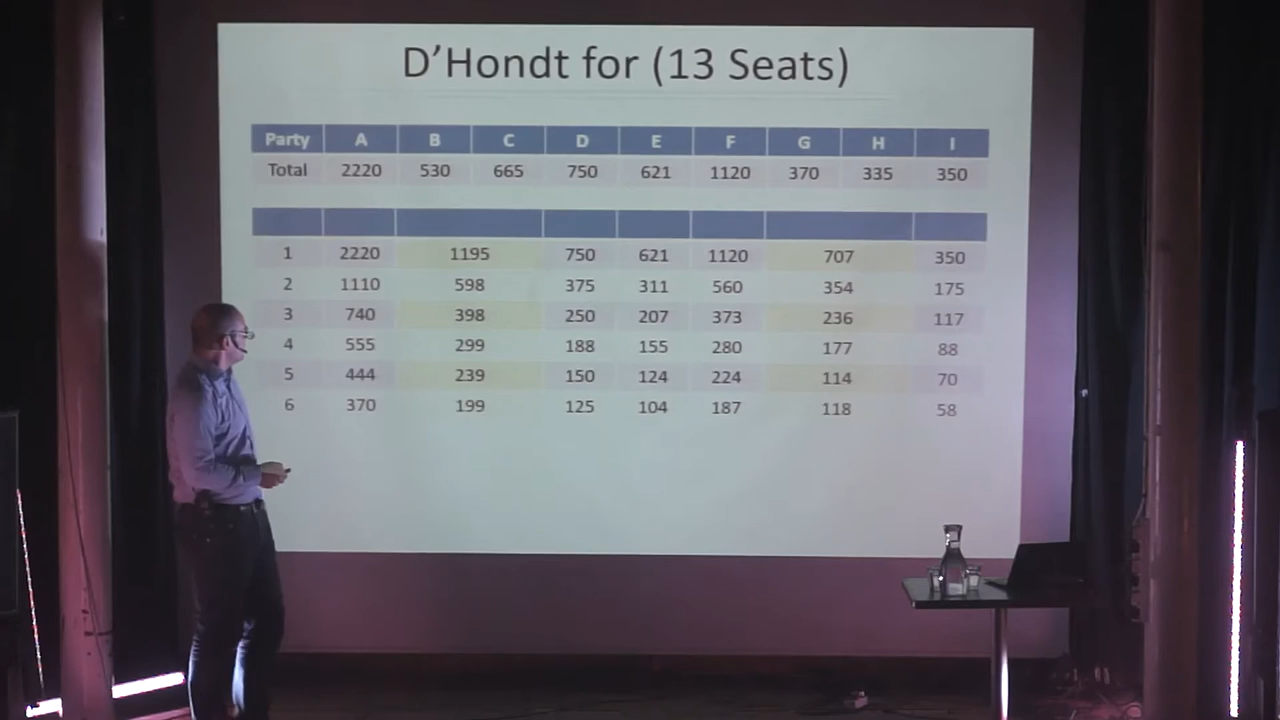 D’Hondt for (13 Seats)
Party A B C D E F G H I
Total 2220 530 665 750 621 1120 370 335 350
1 2220 1195 750 621 1120 707 350
2 1110 598 375 311 560 354 175
3 740 398 250 207 373 236 117
4 555 299 188 155 280 177 88
5 444 239 150 124 224 114 70
6 370 199 125 104 187 118 58